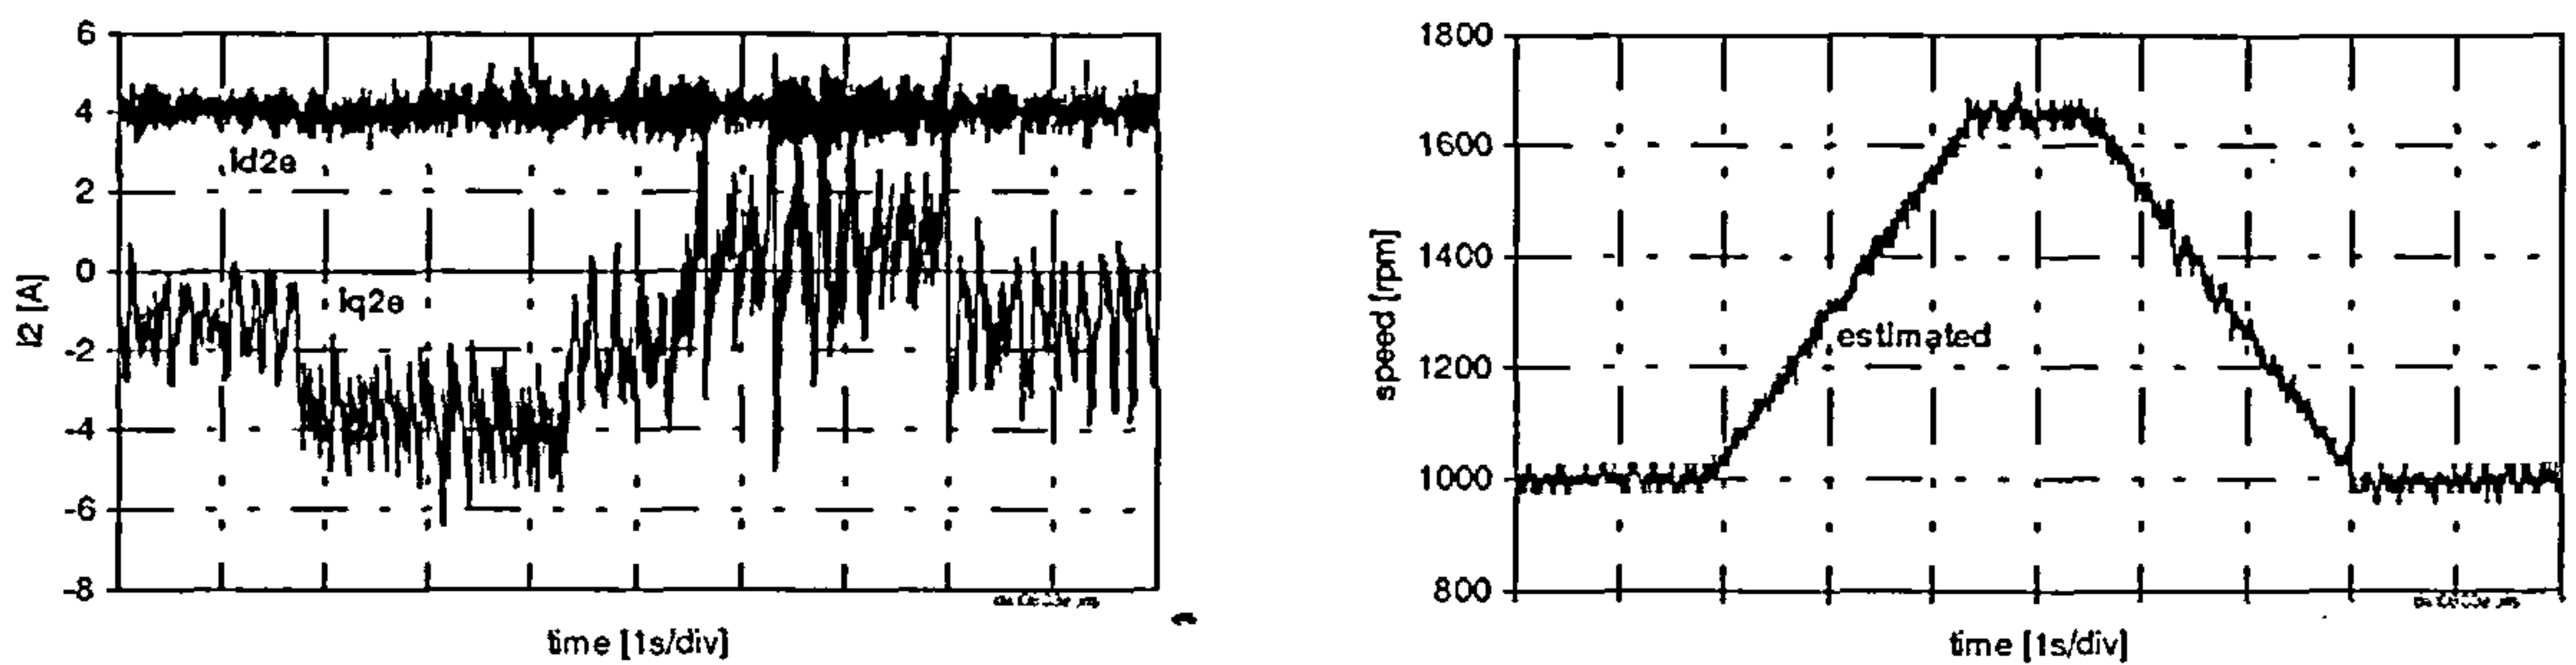 6
4
2
0
-2
-4
-6
-8
I2 [A]
Id2e
Iq2e
time [1s/div]
1800
1600
1400
1200
1000
800
speed [rpm]
estimated
time [1s/div]